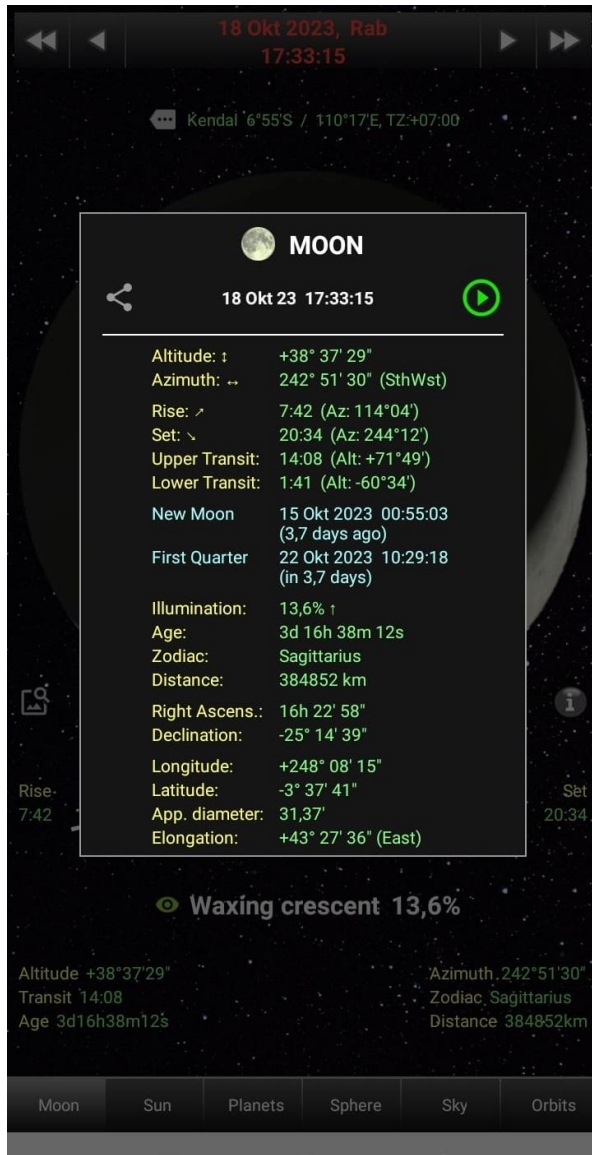 18 Okt 2023, Rab
17:33:15
Kendal 6°55'S / 110°17'E, TZ:+07:00
MOON
18 Okt 23 17:33:15
Altitude: ↕ +38° 37' 29"
Azimuth: ↔ 242° 51' 30" (SthWst)
Rise: ↗ 7:42 (Az: 114°04')
Set: ↘ 20:34 (Az: 244°12')
Upper Transit: 14:08 (Alt: +71°49')
Lower Transit: 1:41 (Alt: -60°34')
New Moon 15 Okt 2023 00:55:03
(3,7 days ago)
First Quarter 22 Okt 2023 10:29:18
(in 3,7 days)
Illumination: 13,6% ↑
Age: 3d 16h 38m 12s
Zodiac: Sagittarius
Distance: 384852 km
Right Ascens.: 16h 22' 58"
Declination: -25° 14' 39"
Longitude: +248° 08' 15"
Latitude: -3° 37' 41"
App. diameter: 31,37'
Elongation: +43° 27' 36" (East)
Rise
7:42
Set
20:34
Waxing crescent 13,6%
Altitude +38°37'29"
Transit 14:08
Age 3d16h38m12s
Azimuth 242°51'30"
Zodiac Sagittarius
Distance 384852km
Moon Sun Planets Sphere Sky Orbits